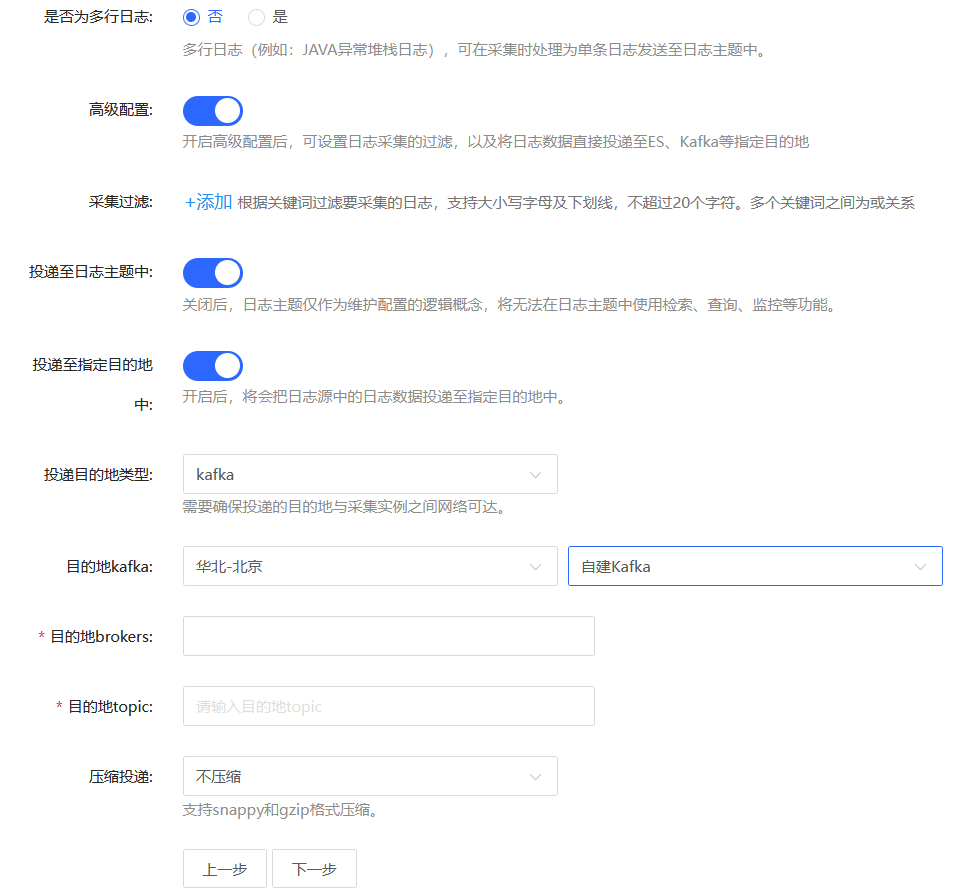 是否为多行日志: 否 是
多行日志（例如：JAVA异常堆栈日志），可在采集时处理为单条日志发送至日志主题中。
高级配置:
开启高级配置后，可设置日志采集的过滤，以及将日志数据直接投递至ES、Kafka等指定目的地
采集过滤: +添加 根据关键词过滤要采集的日志，支持大小写字母及下划线，不超过20个字符。多个关键词之间为或关系
投递至日志主题中:
关闭后，日志主题仅作为维护配置的逻辑概念，将无法在日志主题中使用检索、查询、监控等功能。
投递至指定目的地
中:
开启后，将会把日志源中的日志数据投递至指定目的地中。
投递目的地类型: kafka
需要确保投递的目的地与采集实例之间网络可达。
目的地kafka: 华北-北京 自建Kafka
* 目的地brokers:
* 目的地topic: 请输入目的地topic
压缩投递: 不压缩
支持snappy和gzip格式压缩。
上一步 下一步